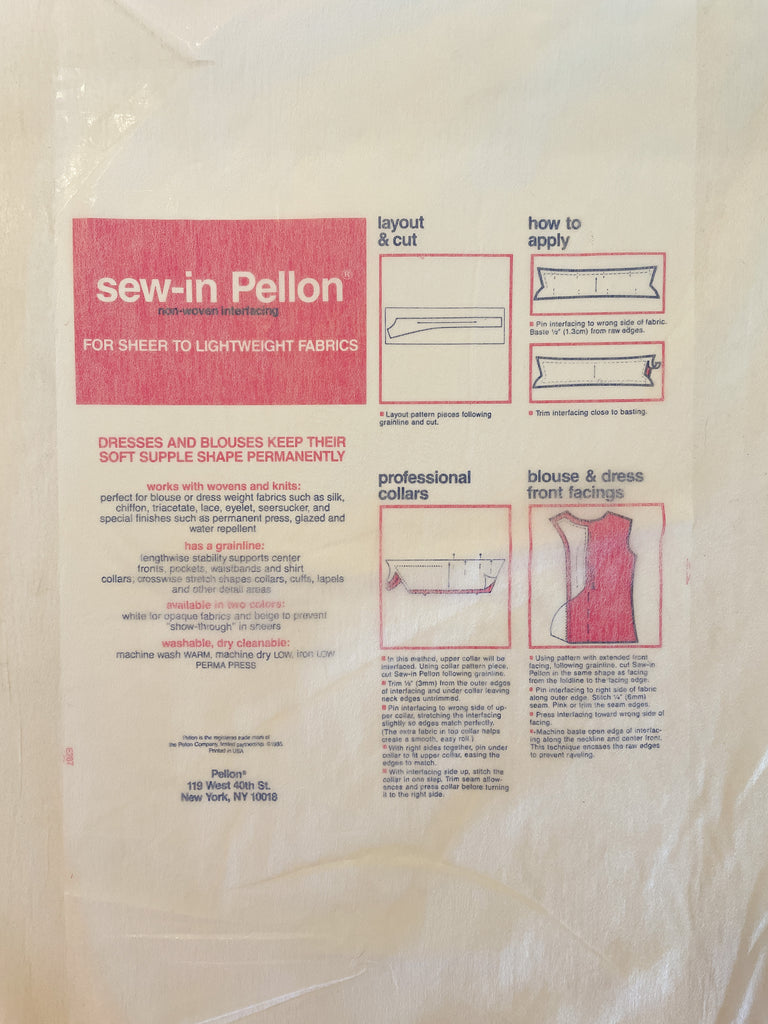 sew-in Pellon®
non-woven interfacing
FOR SHEER TO LIGHTWEIGHT FABRICS
DRESSES AND BLOUSES KEEP THEIR
SOFT SUPPLE SHAPE PERMANENTLY
works with wovens and knits:
perfect for blouse or dress weight fabrics such as silk,
chiffon, triacetate, lace, eyelet, seersucker, and
special finishes such as permanent press, glazed and
water repellent
has a grainline:
lengthwise stability supports center
fronts, pockets, waistbands and shirt
collars, crosswise stretch shapes collars, cuffs, lapels
and other detail areas
available in two colors:
white for opaque fabrics and beige to prevent
"show-through" in sheers
washable, dry cleanable:
machine wash WARM, machine dry LOW, iron LOW
PERMA PRESS
Pellon is the registered trade mark of
the Pellon Company, limited partnership. ©1985.
Printed in USA
Pellon®
119 West 40th St.
New York, NY 10018
layout
& cut
Layout pattern pieces following
grainline and cut.
how to
apply
Pin interfacing to wrong side of fabric.
Baste ½" (1.3cm) from raw edges.
Trim interfacing close to basting.
professional
collars
In this method, upper collar will be
interfaced. Using collar pattern piece,
cut Sew-in Pellon following grainline.
Trim ⅛" (3mm) from the outer edges
of interfacing and under collar leaving
neck edges untrimmed.
Pin interfacing to wrong side of up-
per collar, stretching the interfacing
slightly so edges match perfectly.
(The extra fabric in top collar helps
create a smooth, easy roll.)
With right sides together, pin under
collar to fit upper collar, easing the
edges to match.
With interfacing side up, stitch the
collar in one step. Trim seam allow-
ances and press collar before turning
it to the right side.
blouse & dress
front facings
Using pattern with extended front
facing, following grainline, cut Sew-in
Pellon in the same shape as facing
from the foldline to the facing edge.
Pin interfacing to right side of fabric
along outer edge. Stitch ¼" (6mm)
seam. Pink or trim the seam edges.
Press interfacing toward wrong side of
facing.
Machine baste open edge of interfac-
ing along the neckline and center front.
This technique encases the raw edges
to prevent raveling.